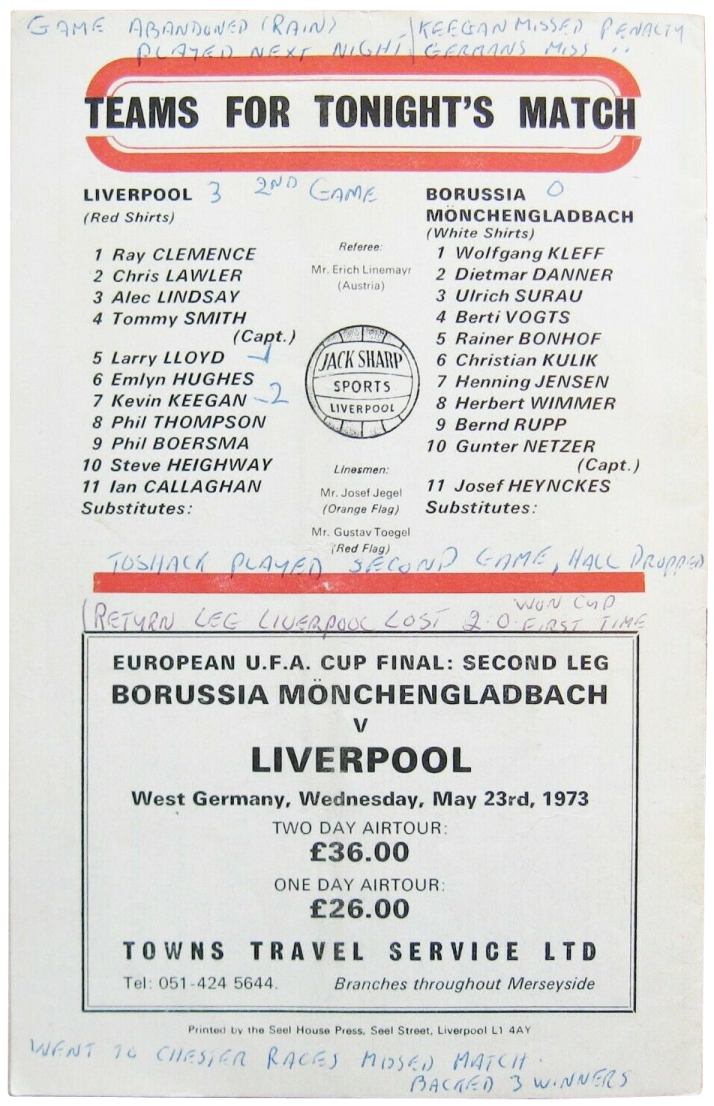 GAME ABANDONED (RAIN)
PLAYED NEXT NIGHT
KEEGAN MISSED PENALTY
GERMANS MISS ''
TEAMS FOR TONIGHT'S MATCH
LIVERPOOL 3 2ND GAME
(Red Shirts)
1 Ray CLEMENCE
2 Chris LAWLER
3 Alec LINDSAY
4 Tommy SMITH
(Capt.)
5 Larry LLOYD -1
6 Emlyn HUGHES
7 Kevin KEEGAN -2
8 Phil THOMPSON
9 Phil BOERSMA
10 Steve HEIGHWAY
11 Ian CALLAGHAN
Substitutes:
Referee:
Mr. Erich Linemayr
(Austria)
JACK SHARP
SPORTS
LIVERPOOL
Linesmen:
Mr. Josef Jegel
(Orange Flag)
Mr. Gustav Toegel
(Red Flag)
BORUSSIA 0
MÖNCHENGLADBACH
(White Shirts)
1 Wolfgang KLEFF
2 Dietmar DANNER
3 Ulrich SURAU
4 Berti VOGTS
5 Rainer BONHOF
6 Christian KULIK
7 Henning JENSEN
8 Herbert WIMMER
9 Bernd RUPP
10 Gunter NETZER
(Capt.)
11 Josef HEYNCKES
Substitutes:
TOSHACK PLAYED SECOND GAME, HALL DROPPED
RETURN LEG LIVERPOOL LOST 2.0.
WON CUP
FIRST TIME
EUROPEAN U.F.A. CUP FINAL: SECOND LEG
BORUSSIA MÖNCHENGLADBACH
V
LIVERPOOL
West Germany, Wednesday, May 23rd, 1973
TWO DAY AIRTOUR:
£36.00
ONE DAY AIRTOUR:
£26.00
TOWNS TRAVEL SERVICE LTD
Tel: 051-424 5644. Branches throughout Merseyside
Printed by the Seel House Press, Seel Street, Liverpool L1 4AY
WENT TO CHESTER RACES MISSED MATCH.
BACKED 3 WINNERS